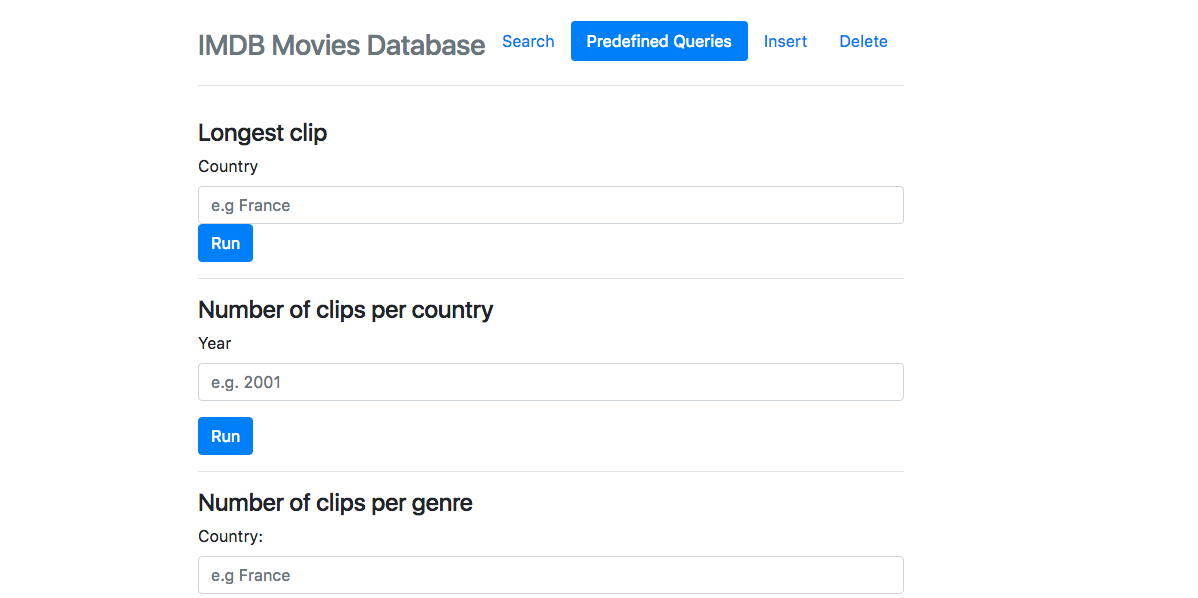 IMDB Movies Database Search Predefined Queries Insert Delete
Longest clip
Country
e.g France
Run
Number of clips per country
Year
e.g. 2001
Run
Number of clips per genre
Country:
e.g France